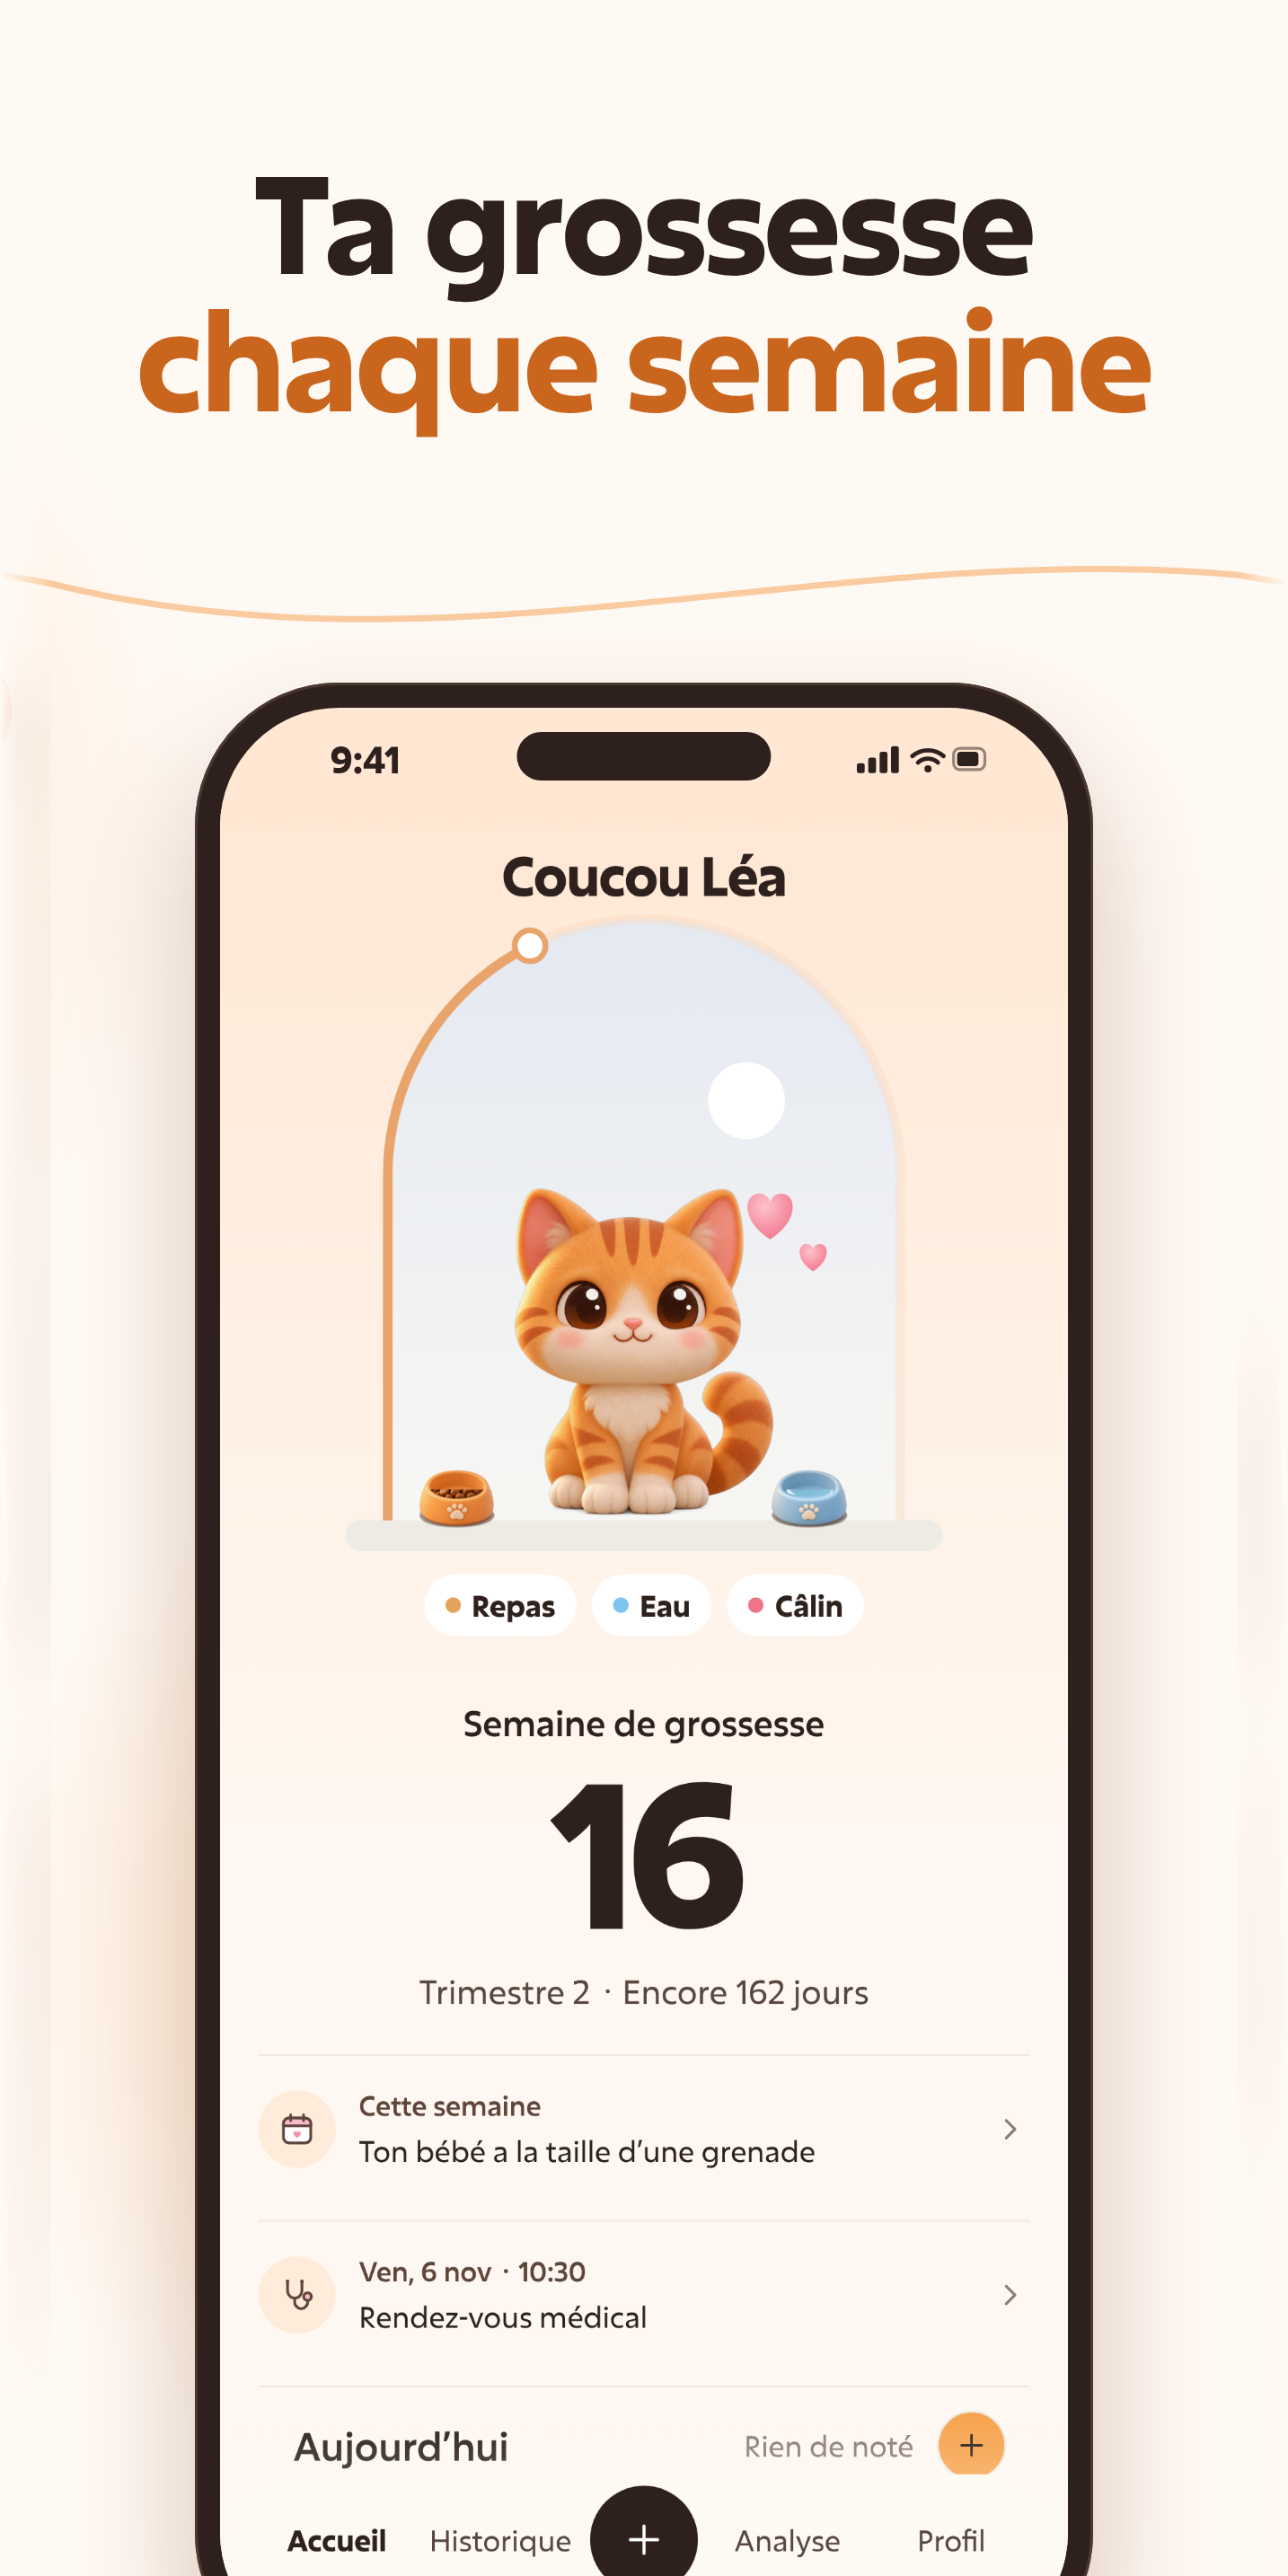 Ta grossesse
chaque semaine
9:41
Coucou Léa
Repas
Eau
Câlin
Semaine de grossesse
16
Trimestre 2 · Encore 162 jours
Cette semaine
Ton bébé a la taille d’une grenade
Ven, 6 nov · 10:30
Rendez-vous médical
Aujourd’hui
Rien de noté
Accueil
Historique
Analyse
Profil